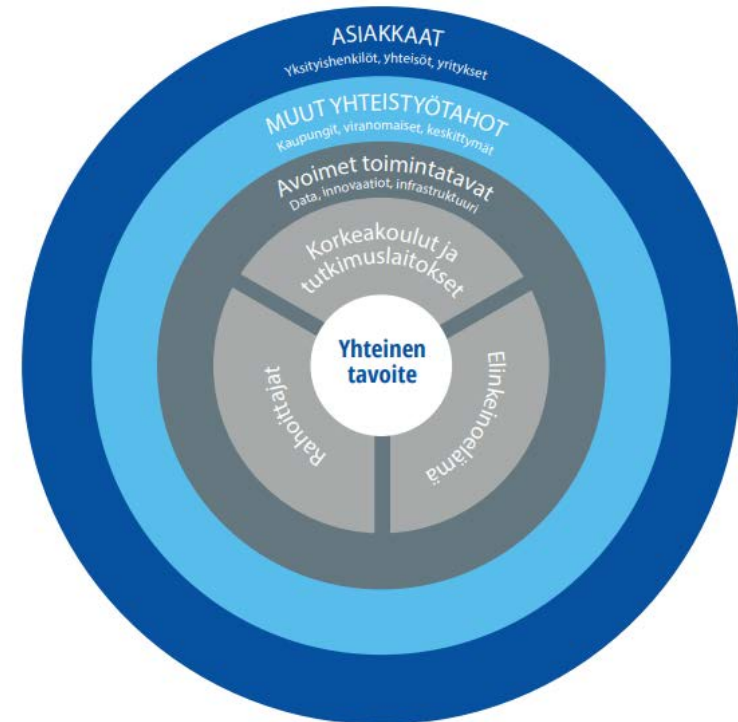 ASIAKKAAT
Yksityishenkilöt, yhteisöt, yritykset
MUUT YHTEISTYÖTAHOT
Kaupungit, viranomaiset, keskittymät
Avoimet toimintatavat
Data, innovaatiot, infrastruktuuri
Korkeakoulut ja
tutkimuslaitokset
Yhteinen
tavoite
Rahoittajat
Elinkeinoelämä